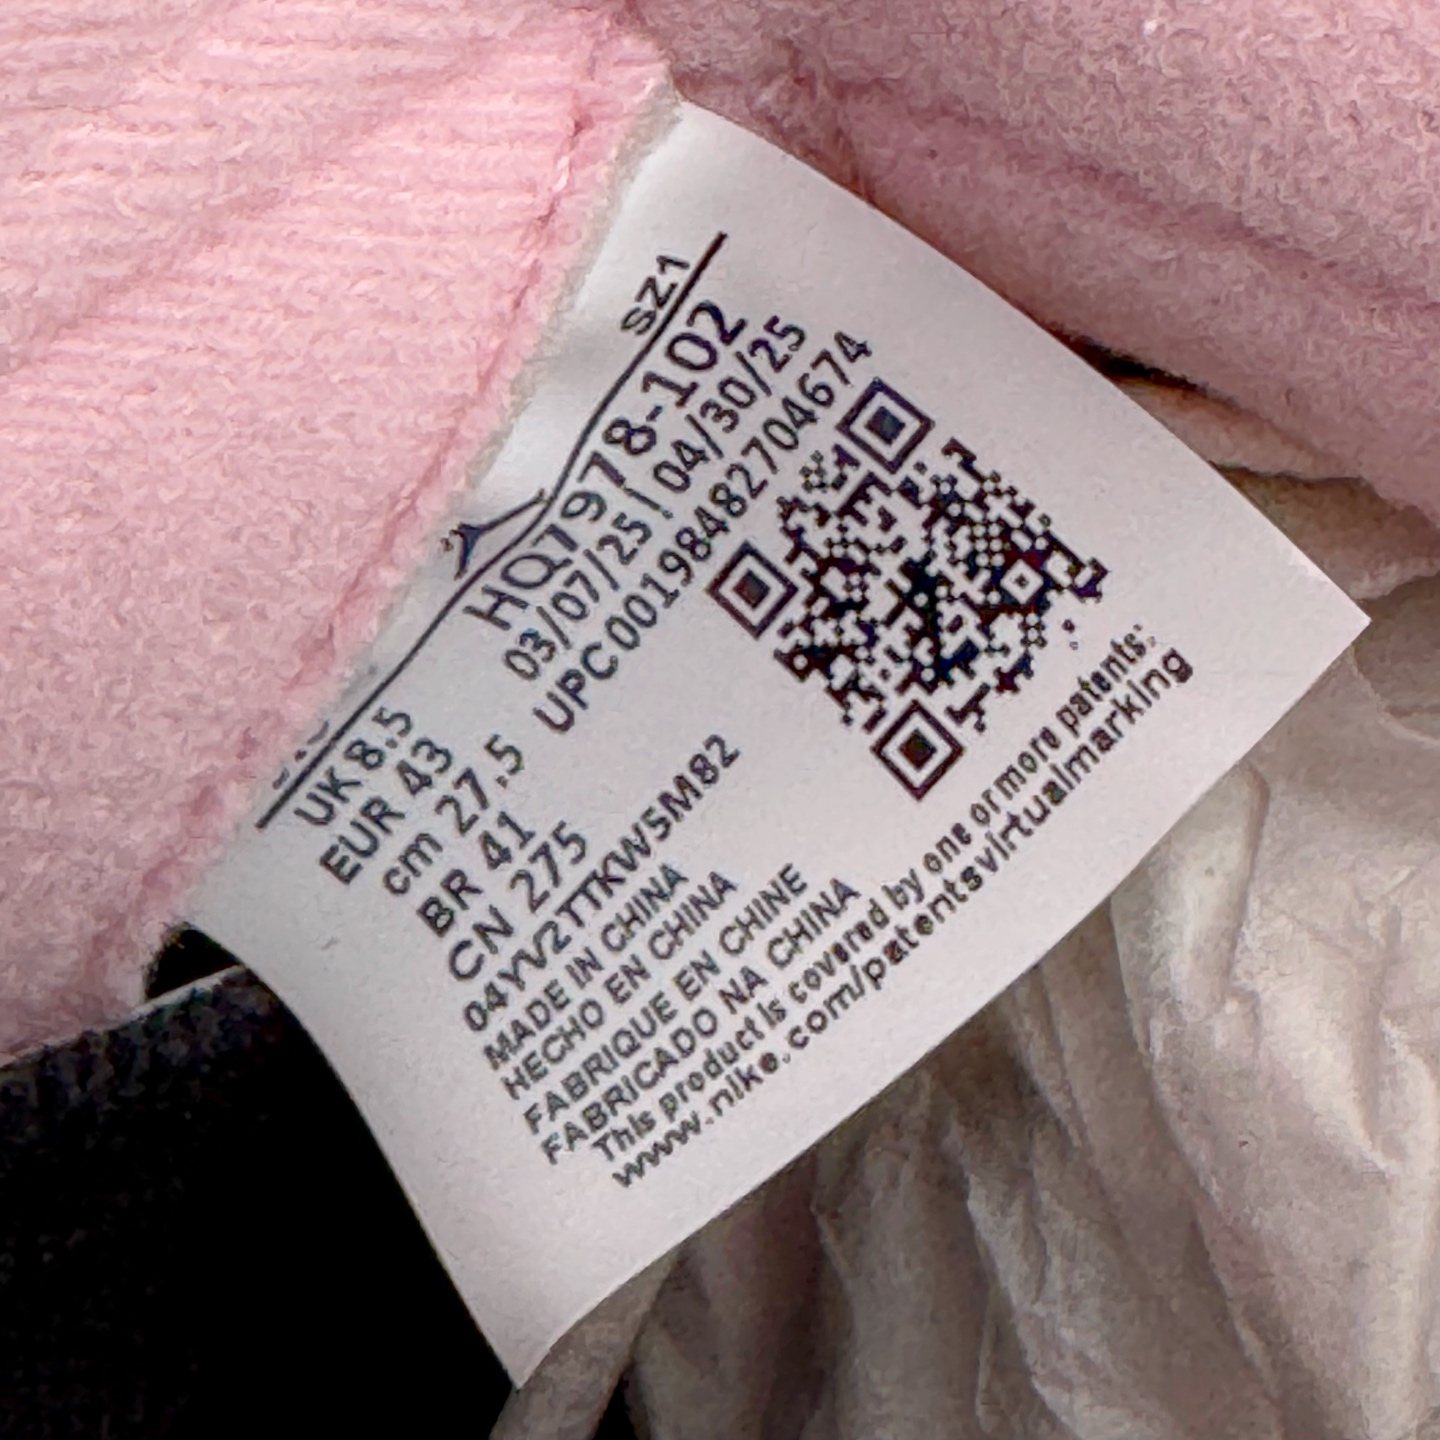 SZ1
HQ7978-102
03/07/25 | 04/30/25
UPC00198482704674
UK 8.5
EUR 43
cm 27.5
BR 41
CN 275
04YV2TTKW5M82
MADE IN CHINA
HECHO EN CHINA
FABRIQUE EN CHINE
FABRICADO NA CHINA
This product is covered by one or more patents:
www.nike.com/patentsvirtualmarking